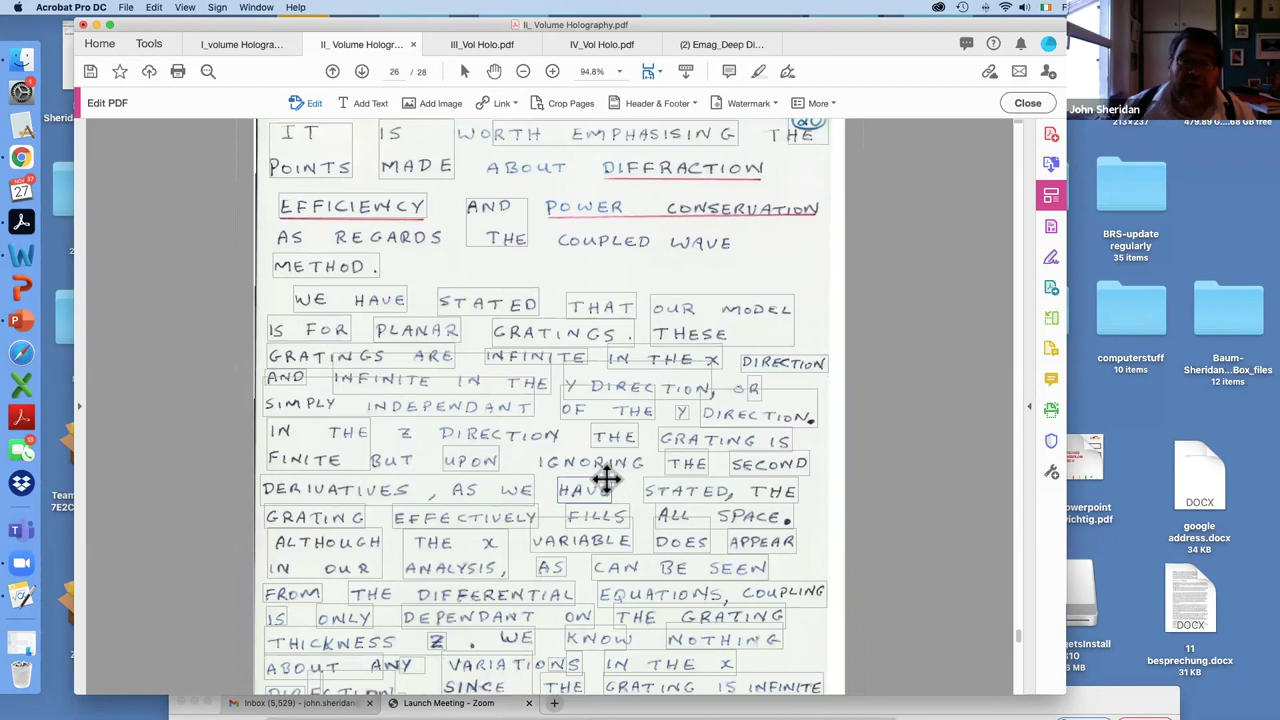 Acrobat Pro DC File Edit View Sign Window Help
II_ Volume Holography.pdf
Home Tools I_volume Hologra... II_ Volume Hologr... × III_Vol Holo.pdf IV_Vol Holo.pdf (2) Emag_Deep Di...
26 / 28 94.8%
Edit PDF Edit Add Text Add Image Link Crop Pages Header & Footer Watermark More Close
IT IS WORTH EMPHASISING THE
POINTS MADE ABOUT DIFFRACTION
EFFICIENCY AND POWER CONSERVATION
AS REGARDS THE COUPLED WAVE
METHOD.
WE HAVE STATED THAT OUR MODEL
IS FOR PLANAR GRATINGS. THESE
GRATINGS ARE INFINITE IN THE X DIRECTION
AND INFINITE IN THE Y DIRECTION, OR
SIMPLY INDEPENDANT OF THE Y DIRECTION.
IN THE Z DIRECTION THE GRATING IS
FINITE BUT UPON IGNORING THE SECOND
DERIVATIVES, AS WE HAVE STATED, THE
GRATING EFFECTIVELY FILLS ALL SPACE.
ALTHOUGH THE X VARIABLE DOES APPEAR
IN OUR ANALYSIS, AS CAN BE SEEN
FROM THE DIFFERENTIAL EQUATIONS, COUPLING
IS ONLY DEPENDANT ON THE GRATING
THICKNESS Z. WE KNOW NOTHING
ABOUT ANY VARIATIONS IN THE X
DIRECTION SINCE THE GRATING IS INFINITE
John Sheridan
213×237
BRS-update
regularly
35 items
computerstuff
10 items
Baum-
Sheridan...Box_files
12 items
DOCX
google
address.docx
34 KB
DOCX
11
besprechung.docx
Inbox (5,529) - john.sheridan × Launch Meeting - Zoom × +